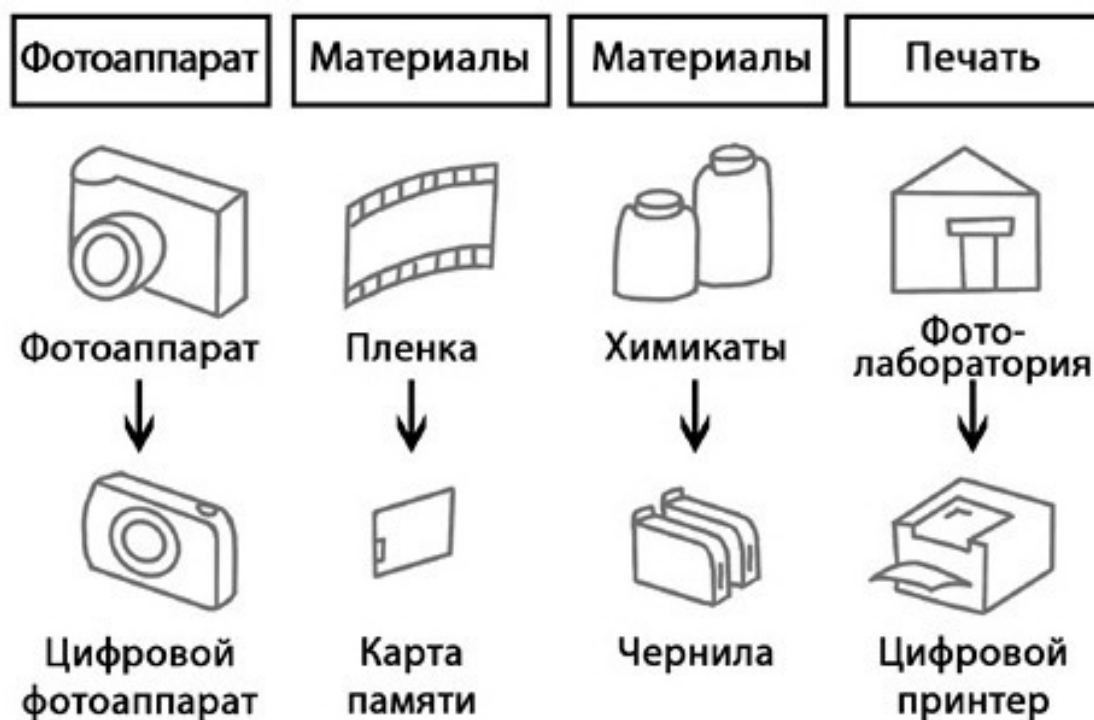 Фотоаппарат Материалы Материалы Печать
Фотоаппарат Пленка Химикаты Фото-
лаборатория
Цифровой Карта Чернила Цифровой
фотоаппарат памяти принтер